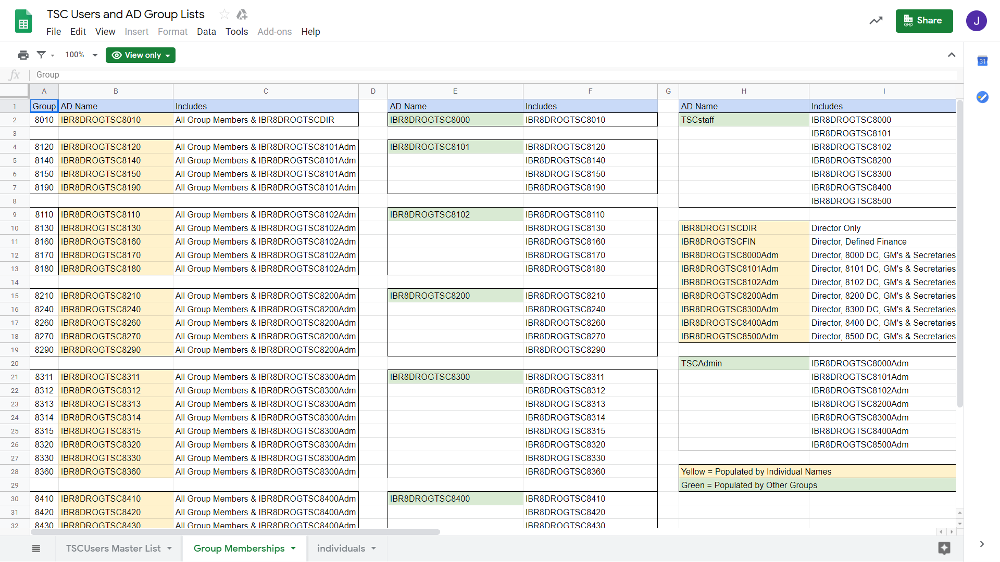 TSC Users and AD Group Lists
File Edit View Insert Format Data Tools Add-ons Help
Share
J
100% View only
31
fx Group
A B C D E F G H I
1 Group AD Name Includes AD Name Includes AD Name Includes
2 8010 IBR8DROGTSC8010 All Group Members & IBR8DROGTSCDIR IBR8DROGTSC8000 IBR8DROGTSC8010 TSCstaff IBR8DROGTSC8000
3 IBR8DROGTSC8101
4 8120 IBR8DROGTSC8120 All Group Members & IBR8DROGTSC8101Adm IBR8DROGTSC8101 IBR8DROGTSC8120 IBR8DROGTSC8102
5 8140 IBR8DROGTSC8140 All Group Members & IBR8DROGTSC8101Adm IBR8DROGTSC8140 IBR8DROGTSC8200
6 8150 IBR8DROGTSC8150 All Group Members & IBR8DROGTSC8101Adm IBR8DROGTSC8150 IBR8DROGTSC8300
7 8190 IBR8DROGTSC8190 All Group Members & IBR8DROGTSC8101Adm IBR8DROGTSC8190 IBR8DROGTSC8400
8 IBR8DROGTSC8500
9 8110 IBR8DROGTSC8110 All Group Members & IBR8DROGTSC8102Adm IBR8DROGTSC8102 IBR8DROGTSC8110
10 8130 IBR8DROGTSC8130 All Group Members & IBR8DROGTSC8102Adm IBR8DROGTSC8130 IBR8DROGTSCDIR Director Only
11 8160 IBR8DROGTSC8160 All Group Members & IBR8DROGTSC8102Adm IBR8DROGTSC8160 IBR8DROGTSCFIN Director, Defined Finance
12 8170 IBR8DROGTSC8170 All Group Members & IBR8DROGTSC8102Adm IBR8DROGTSC8170 IBR8DROGTSC8000Adm Director, 8000 DC, GM's & Secretaries
13 8180 IBR8DROGTSC8180 All Group Members & IBR8DROGTSC8102Adm IBR8DROGTSC8180 IBR8DROGTSC8101Adm Director, 8101 DC, GM's & Secretaries
14 IBR8DROGTSC8102Adm Director, 8102 DC, GM's & Secretaries
15 8210 IBR8DROGTSC8210 All Group Members & IBR8DROGTSC8200Adm IBR8DROGTSC8200 IBR8DROGTSC8210 IBR8DROGTSC8200Adm Director, 8200 DC, GM's & Secretaries
16 8240 IBR8DROGTSC8240 All Group Members & IBR8DROGTSC8200Adm IBR8DROGTSC8240 IBR8DROGTSC8300Adm Director, 8300 DC, GM's & Secretaries
17 8260 IBR8DROGTSC8260 All Group Members & IBR8DROGTSC8200Adm IBR8DROGTSC8260 IBR8DROGTSC8400Adm Director, 8400 DC, GM's & Secretaries
18 8270 IBR8DROGTSC8270 All Group Members & IBR8DROGTSC8200Adm IBR8DROGTSC8270 IBR8DROGTSC8500Adm Director, 8500 DC, GM's & Secretaries
19 8290 IBR8DROGTSC8290 All Group Members & IBR8DROGTSC8200Adm IBR8DROGTSC8290
20 TSCAdmin IBR8DROGTSC8000Adm
21 8311 IBR8DROGTSC8311 All Group Members & IBR8DROGTSC8300Adm IBR8DROGTSC8300 IBR8DROGTSC8311 IBR8DROGTSC8101Adm
22 8312 IBR8DROGTSC8312 All Group Members & IBR8DROGTSC8300Adm IBR8DROGTSC8312 IBR8DROGTSC8102Adm
23 8313 IBR8DROGTSC8313 All Group Members & IBR8DROGTSC8300Adm IBR8DROGTSC8313 IBR8DROGTSC8200Adm
24 8314 IBR8DROGTSC8314 All Group Members & IBR8DROGTSC8300Adm IBR8DROGTSC8314 IBR8DROGTSC8300Adm
25 8315 IBR8DROGTSC8315 All Group Members & IBR8DROGTSC8300Adm IBR8DROGTSC8315 IBR8DROGTSC8400Adm
26 8320 IBR8DROGTSC8320 All Group Members & IBR8DROGTSC8300Adm IBR8DROGTSC8320 IBR8DROGTSC8500Adm
27 8330 IBR8DROGTSC8330 All Group Members & IBR8DROGTSC8300Adm IBR8DROGTSC8330
28 8360 IBR8DROGTSC8360 All Group Members & IBR8DROGTSC8300Adm IBR8DROGTSC8360 Yellow = Populated by Individual Names
29 Green = Populated by Other Groups
30 8410 IBR8DROGTSC8410 All Group Members & IBR8DROGTSC8400Adm IBR8DROGTSC8400 IBR8DROGTSC8410
31 8420 IBR8DROGTSC8420 All Group Members & IBR8DROGTSC8400Adm IBR8DROGTSC8420
32 8430 IBR8DROGTSC8430 All Group Members & IBR8DROGTSC8400Adm IBR8DROGTSC8430
TSCUsers Master List Group Memberships individuals